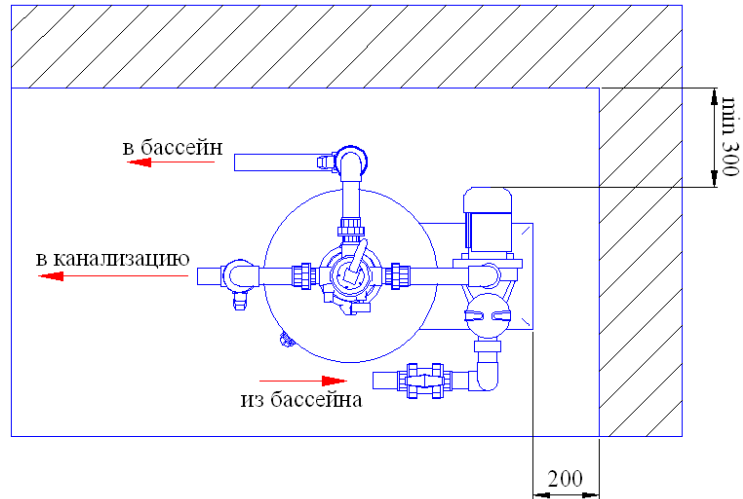 min 300
в бассейн
в канализацию
из бассейна
200